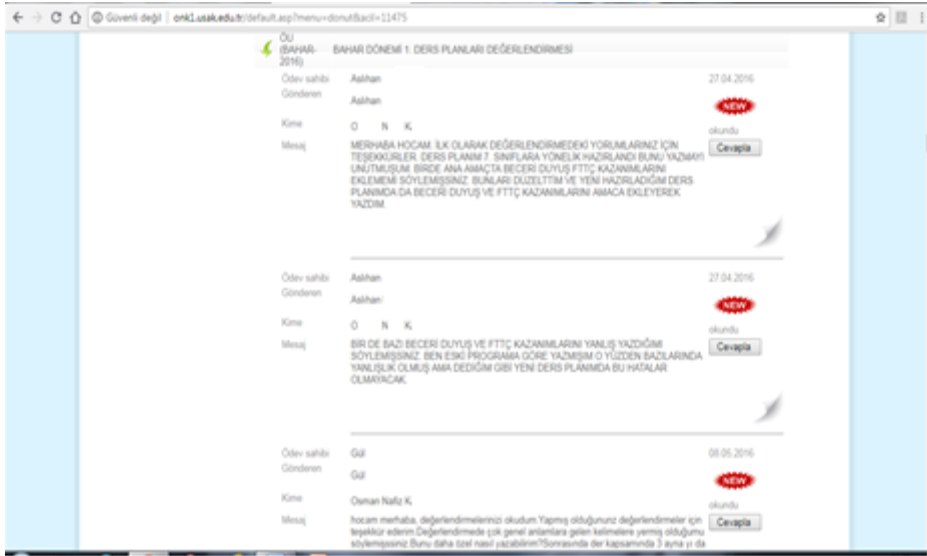 Güvenli değil | onk1.usak.edu.tr/default.asp?menu=donut&acil=11475
ÖU
(BAHAR-
2016)
BAHAR DÖNEMİ 1. DERS PLANLARI DEĞERLENDİRMESİ
Ödev sahibi Aslıhan 27.04.2016
Gönderen Aslıhan
NEW
Kime O N K. okundu
Mesaj MERHABA HOCAM. İLK OLARAK DEĞERLENDİRMEDEKİ YORUMLARINIZ İÇİN Cevapla
TEŞEKKÜRLER. DERS PLANIM 7. SINIFLARA YÖNELİK HAZIRLANDI BUNU YAZMAYI
UNUTMUŞUM. BİRDE ANA AMAÇTA BECERİ DUYUŞ FTTÇ KAZANIMLARINI
EKLEMEMİ SÖYLEMİŞSİNİZ. BUNLARI DÜZELTTİM VE YENİ HAZIRLADIĞIM DERS
PLANIMDA DA BECERİ DUYUŞ VE FTTÇ KAZANIMLARINI AMACA EKLEYEREK
YAZDIM.
Ödev sahibi Aslıhan 27.04.2016
Gönderen Aslıhan
NEW
Kime O N K. okundu
Mesaj BİR DE BAZI BECERİ DUYUŞ VE FTTÇ KAZANIMLARINI YANLIŞ YAZDIĞIMI Cevapla
SÖYLEMİŞSİNİZ. BEN ESKİ PROGRAMA GÖRE YAZMIŞIM O YÜZDEN BAZILARINDA
YANLIŞLIK OLMUŞ AMA DEDİĞİM GİBİ YENİ DERS PLANIMDA BU HATALAR
OLMAYACAK.
Ödev sahibi Gül 08.05.2016
Gönderen Gül
NEW
Kime Osman Nafiz K. okundu
Mesaj hocam merhaba, değerlendirmelerinizi okudum.Yapmış olduğununz değerlendirmeler için Cevapla
teşekkür ederim.Değerlendirmede çok genel anlamlara gelen kelimelere yermiş olduğumu
söylemişsiniz.Bunu daha özel nasıl yazabilirim?Sonrasında der kapsamında 3 ayna yı da